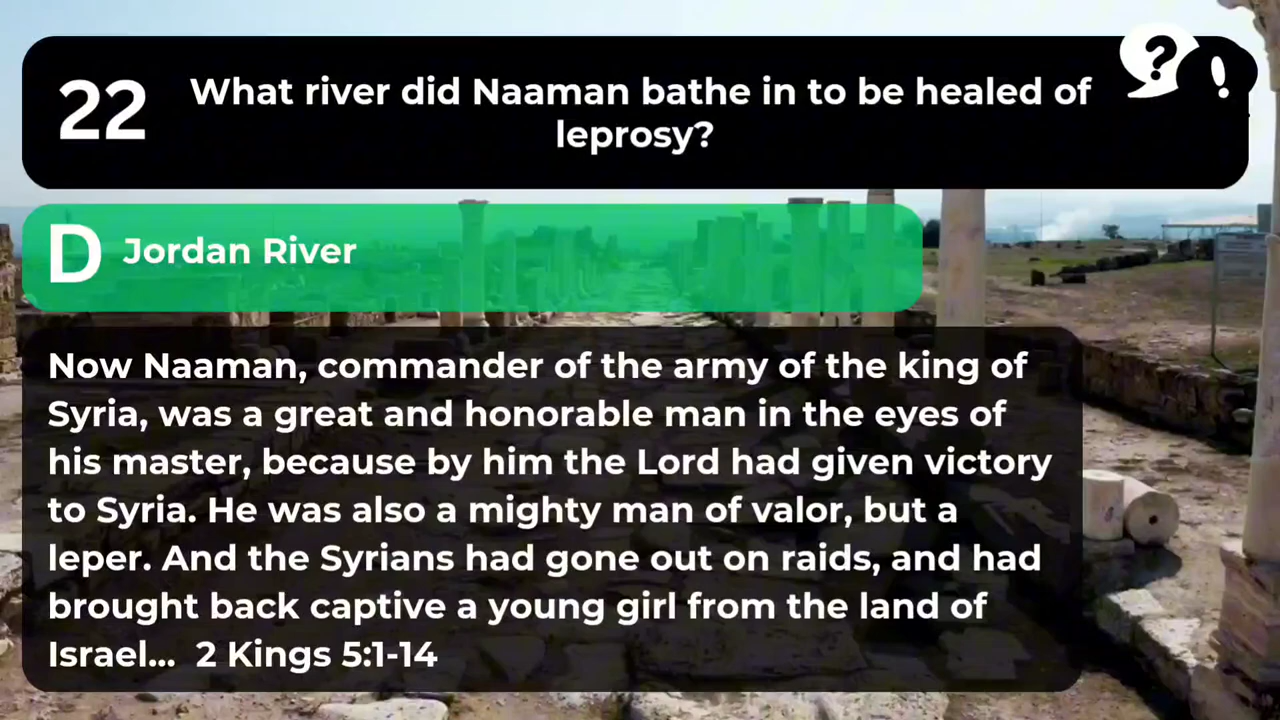 22
What river did Naaman bathe in to be healed of
leprosy?
? !
D Jordan River
Now Naaman, commander of the army of the king of
Syria, was a great and honorable man in the eyes of
his master, because by him the Lord had given victory
to Syria. He was also a mighty man of valor, but a
leper. And the Syrians had gone out on raids, and had
brought back captive a young girl from the land of
Israel... 2 Kings 5:1-14